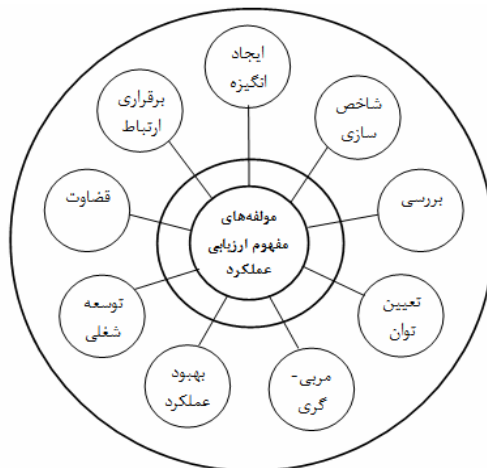 ایجاد
انگیزه
شاخص
سازی
بررسی
تعیین
توان
مربی-
گری
بهبود
عملکرد
توسعه
شغلی
قضاوت
برقراری
ارتباط
مولفه‌های
مفهوم ارزیابی
عملکرد